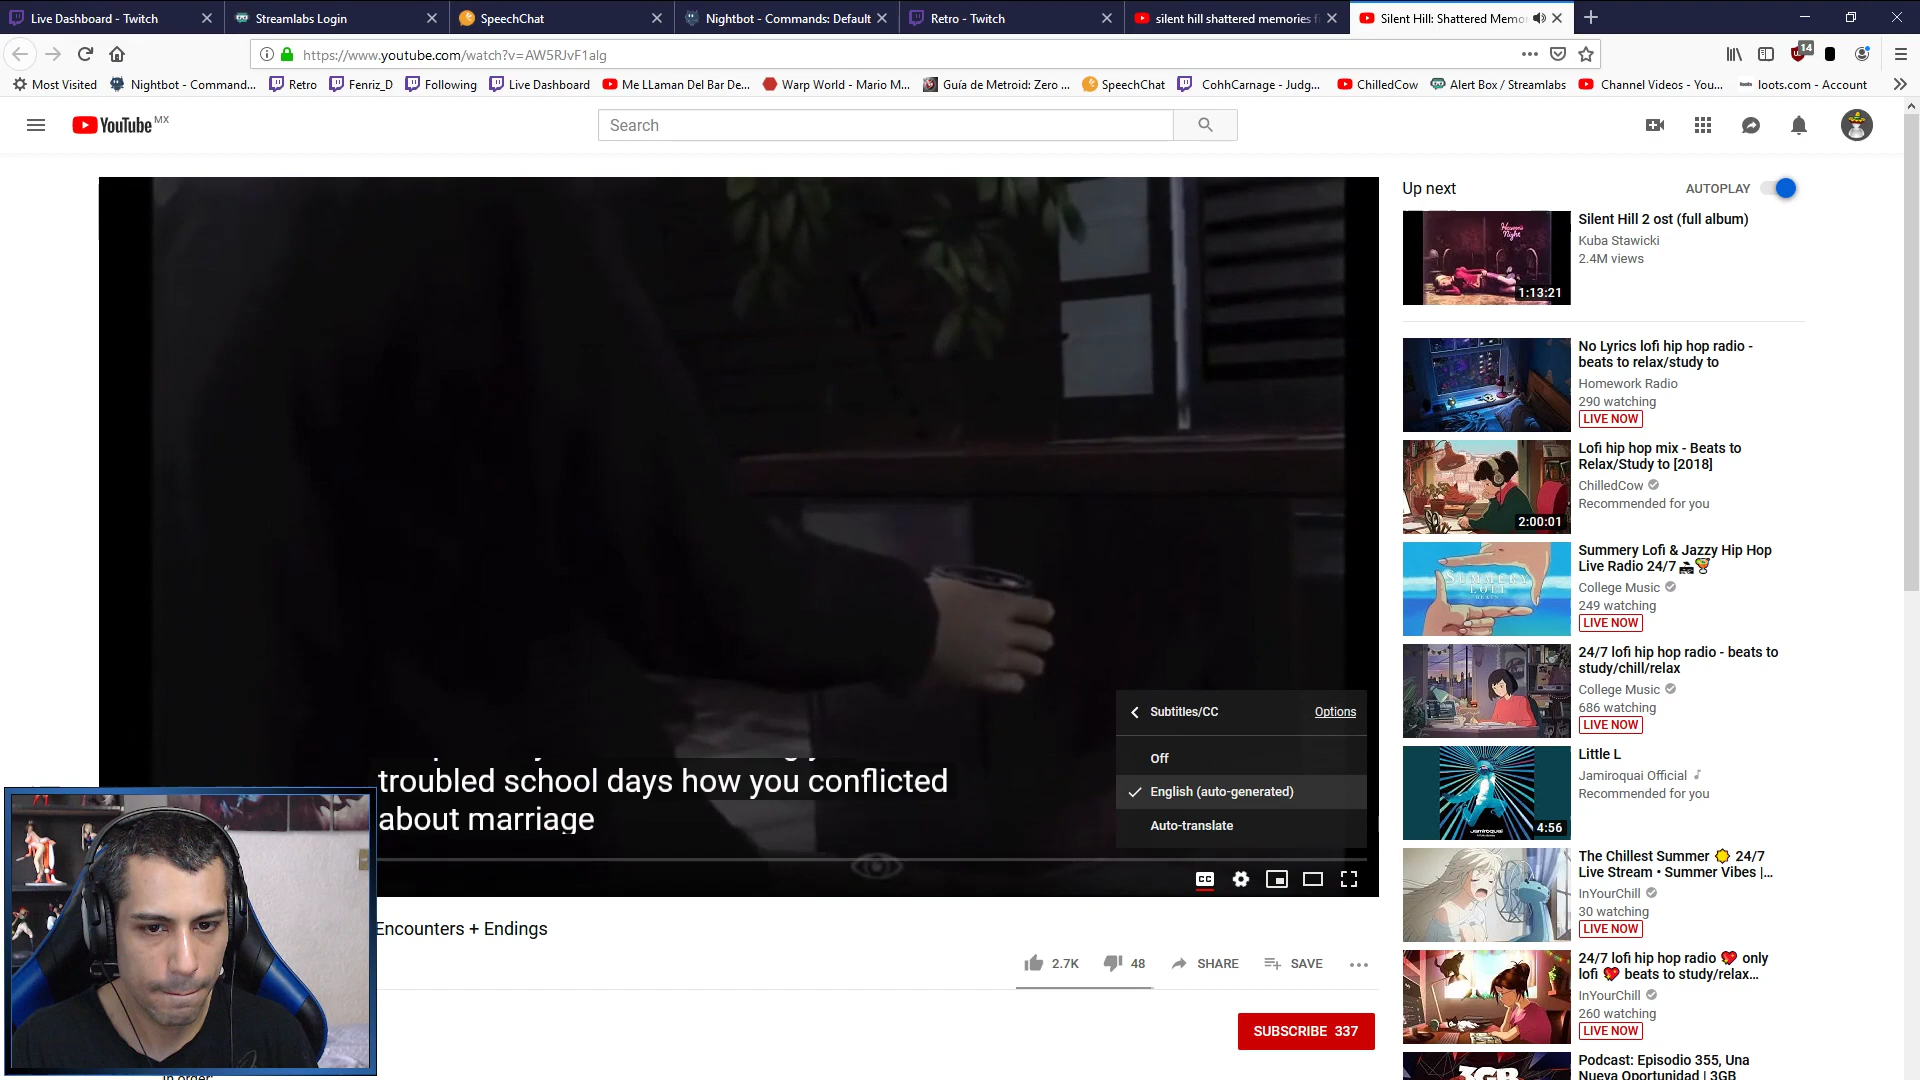 Live Dashboard - Twitch
Streamlabs Login
SpeechChat
Nightbot - Commands: Default
Retro - Twitch
silent hill shattered memories fi
Silent Hill: Shattered Memo
https://www.youtube.com/watch?v=AW5RJvF1alg
14
Most Visited
Nightbot - Command...
Retro
Fenriz_D
Following
Live Dashboard
Me LLaman Del Bar De...
Warp World - Mario M...
Guía de Metroid: Zero ...
SpeechChat
CohhCarnage - Judg...
ChilledCow
Alert Box / Streamlabs
Channel Videos - You...
loots.com - Account
YouTube MX
Search
Up next
AUTOPLAY
Heaven's Night
1:13:21
Silent Hill 2 ost (full album)
Kuba Stawicki
2.4M views
No Lyrics lofi hip hop radio -
beats to relax/study to
Homework Radio
290 watching
LIVE NOW
Lofi hip hop mix - Beats to
Relax/Study to [2018]
ChilledCow
Recommended for you
2:00:01
Summery Lofi & Jazzy Hip Hop
Live Radio 24/7
College Music
249 watching
LIVE NOW
SUMMERY
LOFI
24/7 lofi hip hop radio - beats to
study/chill/relax
College Music
686 watching
LIVE NOW
Little L
Jamiroquai Official
Recommended for you
Jamiroquai
4:56
The Chillest Summer 🌞 24/7
Live Stream • Summer Vibes |...
InYourChill
30 watching
LIVE NOW
24/7 lofi hip hop radio 💖 only
lofi 💖 beats to study/relax...
InYourChill
260 watching
LIVE NOW
Podcast: Episodio 355, Una
Nueva Oportunidad | 3GB
3GB
Subtitles/CC
Options
Off
English (auto-generated)
Auto-translate
troubled school days how you conflicted
about marriage
CC
Encounters + Endings
2.7K
48
SHARE
SAVE
SUBSCRIBE 337
In order: